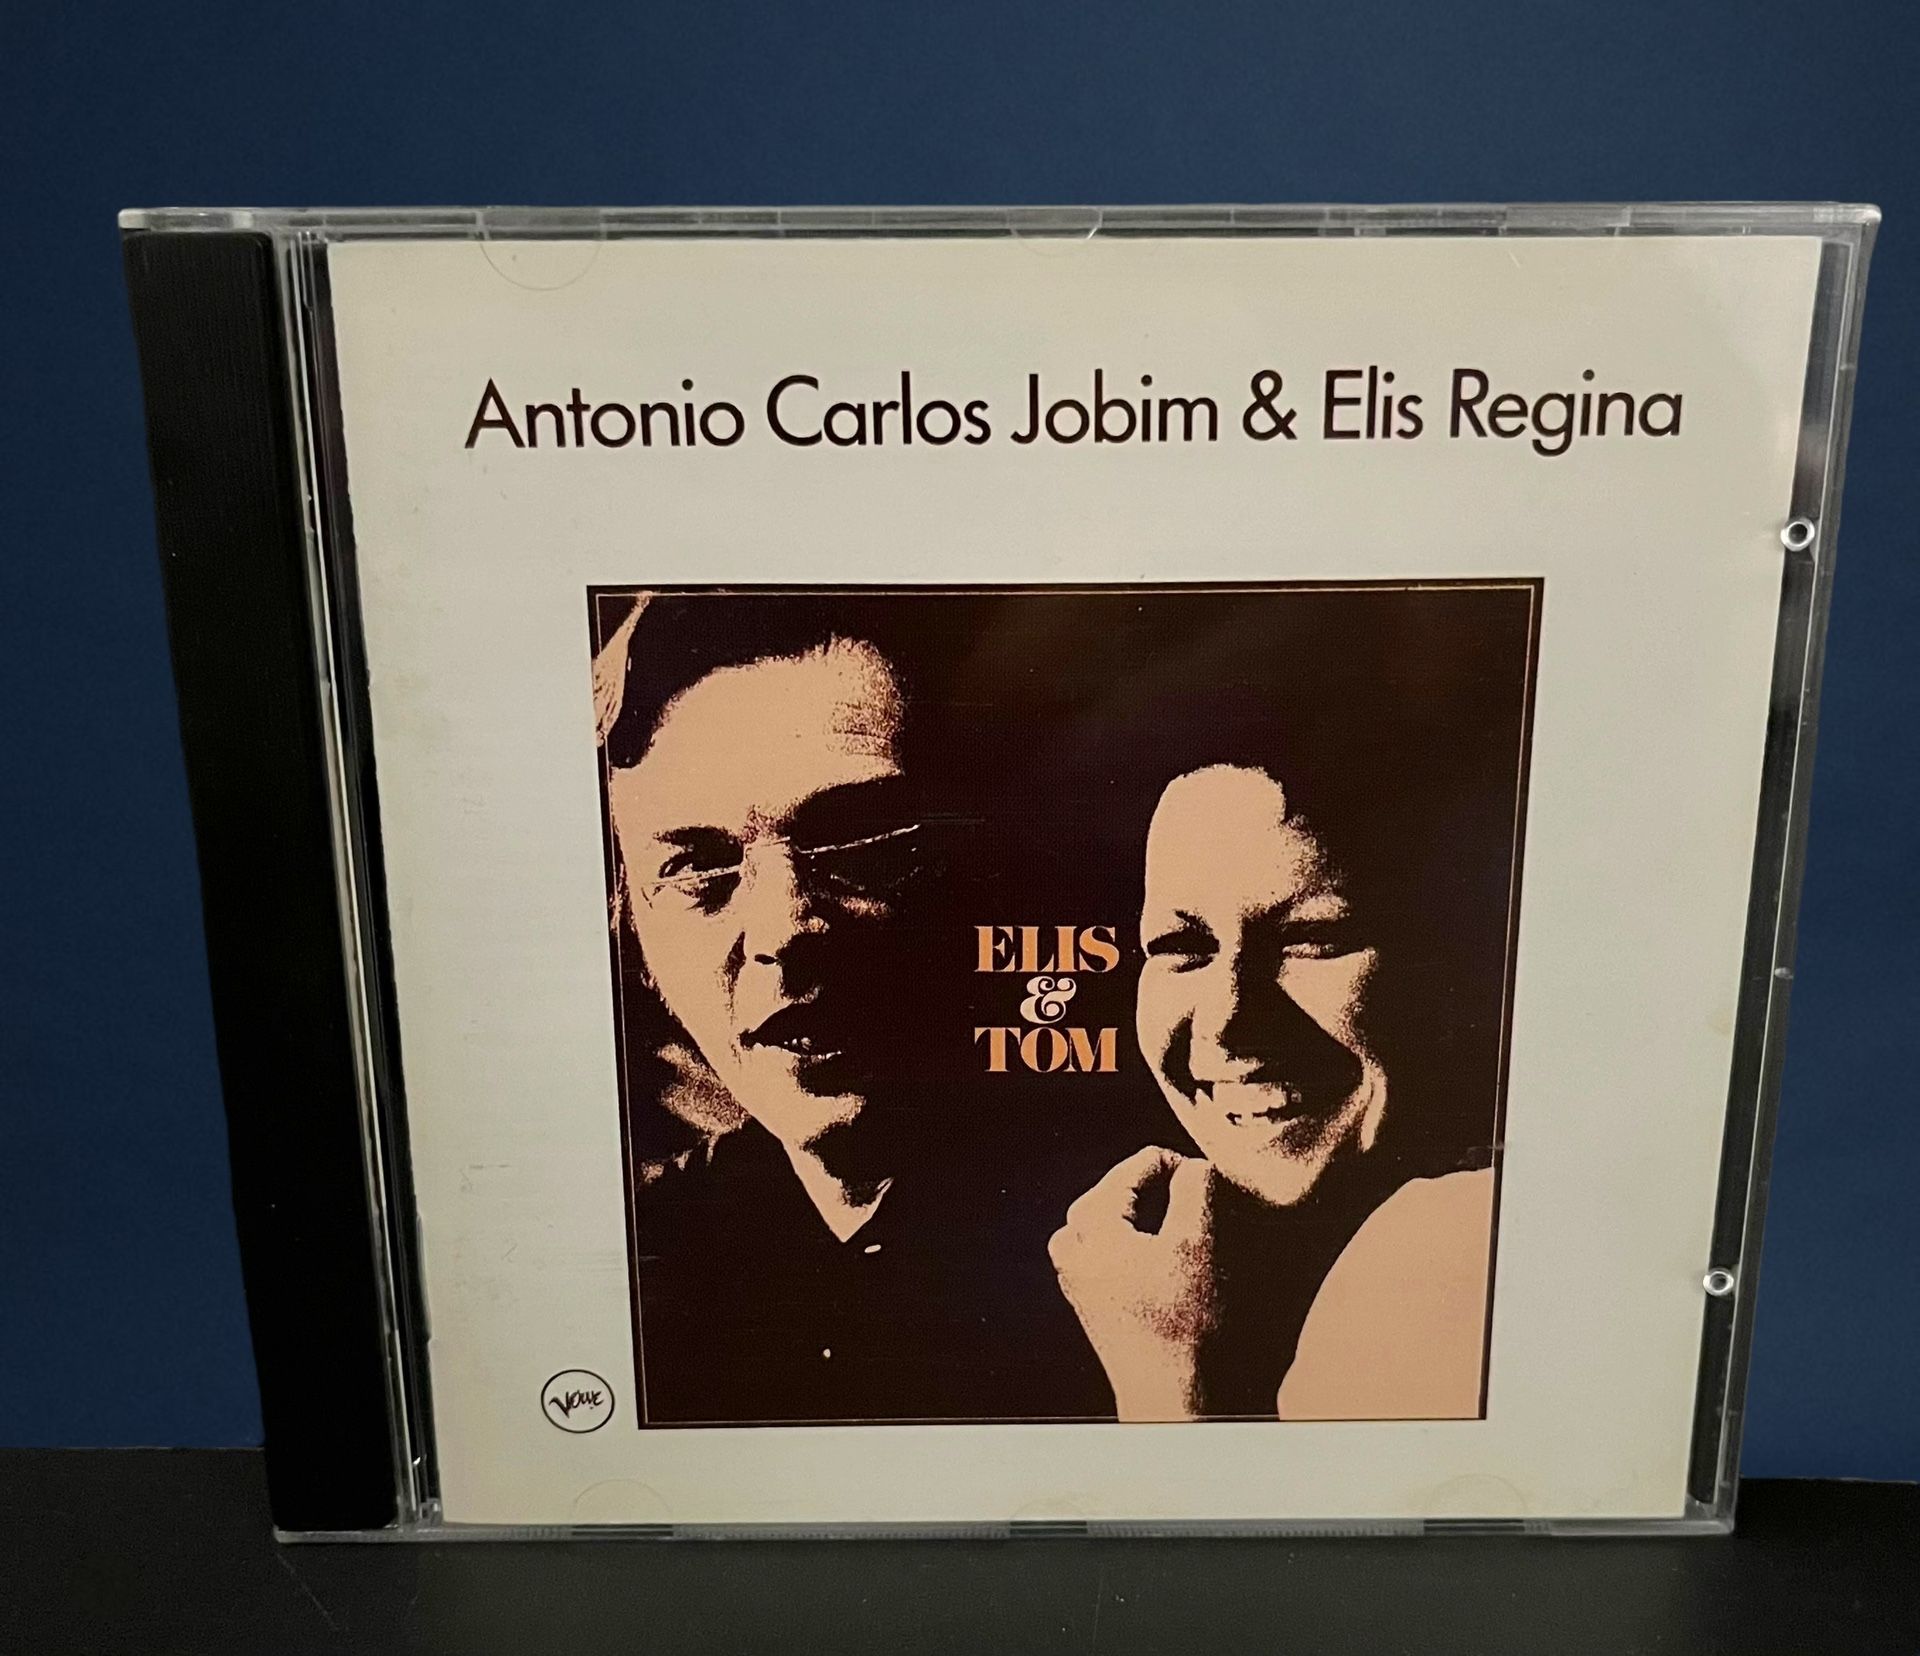 Antonio Carlos Jobim & Elis Regina
ELIS
&
TOM
Verve